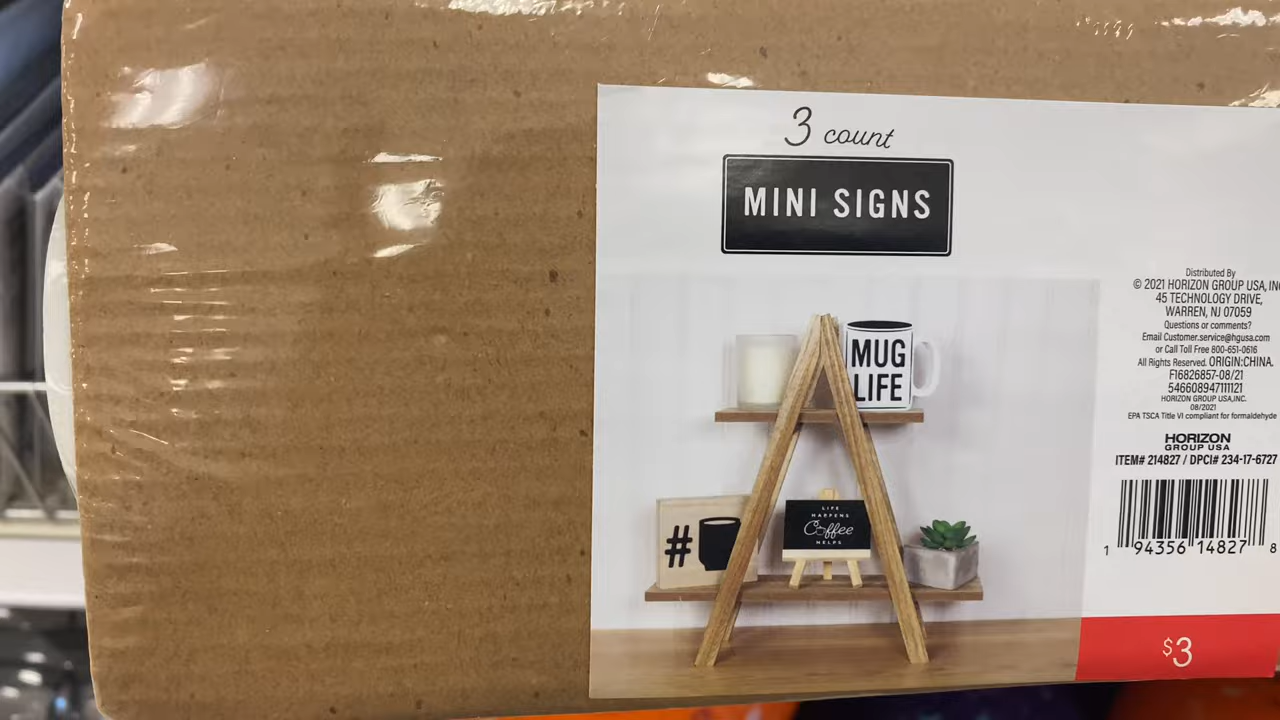 3 count
MINI SIGNS
MUG
LIFE
#
LIFE
HAPPENS
Coffee
HELPS
Distributed By
© 2021 HORIZON GROUP USA, IN
45 TECHNOLOGY DRIVE,
WARREN, NJ 07059
Questions or comments?
Email Customer.service@hgusa.com
or Call Toll Free 800-651-0616
All Rights Reserved. ORIGIN:CHINA.
FI6826857-08/21
546608947111121
HORIZON GROUP USA,INC.
08/2021
EPA TSCA Title VI compliant for formaldehyde
HORIZON
GROUP USA
ITEM# 214827 / DPCI# 234-17-6727
1 94356 14827 8
$3